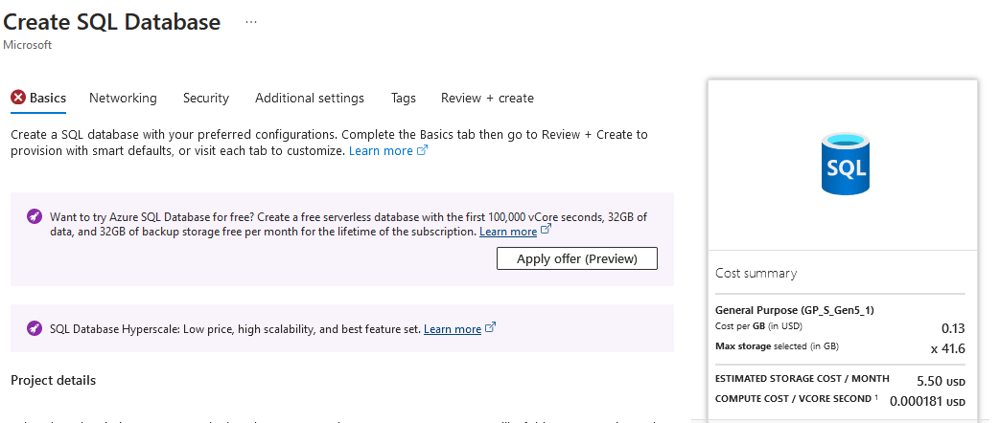 Create SQL Database ...
Microsoft
Basics Networking Security Additional settings Tags Review + create
Create a SQL database with your preferred configurations. Complete the Basics tab then go to Review + Create to
provision with smart defaults, or visit each tab to customize. Learn more
Want to try Azure SQL Database for free? Create a free serverless database with the first 100,000 vCore seconds, 32GB of
data, and 32GB of backup storage free per month for the lifetime of the subscription. Learn more
Apply offer (Preview)
SQL Database Hyperscale: Low price, high scalability, and best feature set. Learn more
Project details
SQL
Cost summary
General Purpose (GP_S_Gen5_1)
Cost per GB (in USD) 0.13
Max storage selected (in GB) x 41.6
ESTIMATED STORAGE COST / MONTH 5.50 USD
COMPUTE COST / VCORE SECOND ¹ 0.000181 USD